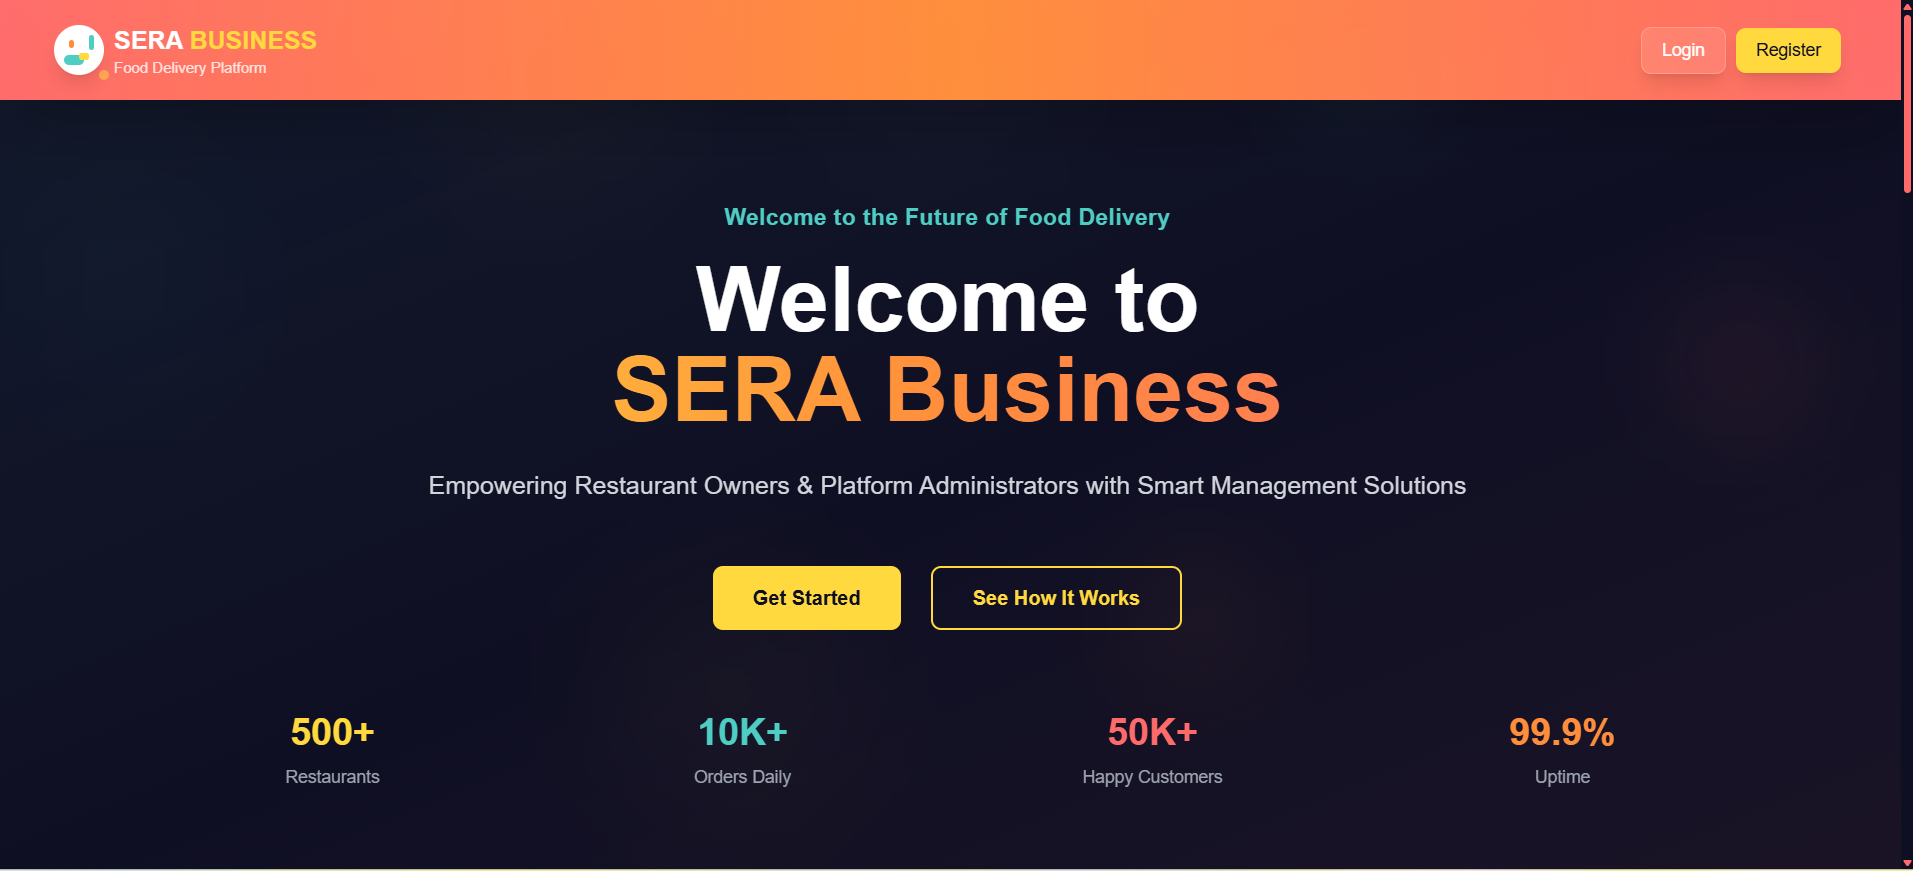 SERA BUSINESS
Food Delivery Platform
Login
Register
Welcome to the Future of Food Delivery
Welcome to
SERA Business
Empowering Restaurant Owners & Platform Administrators with Smart Management Solutions
Get Started
See How It Works
500+
Restaurants
10K+
Orders Daily
50K+
Happy Customers
99.9%
Uptime